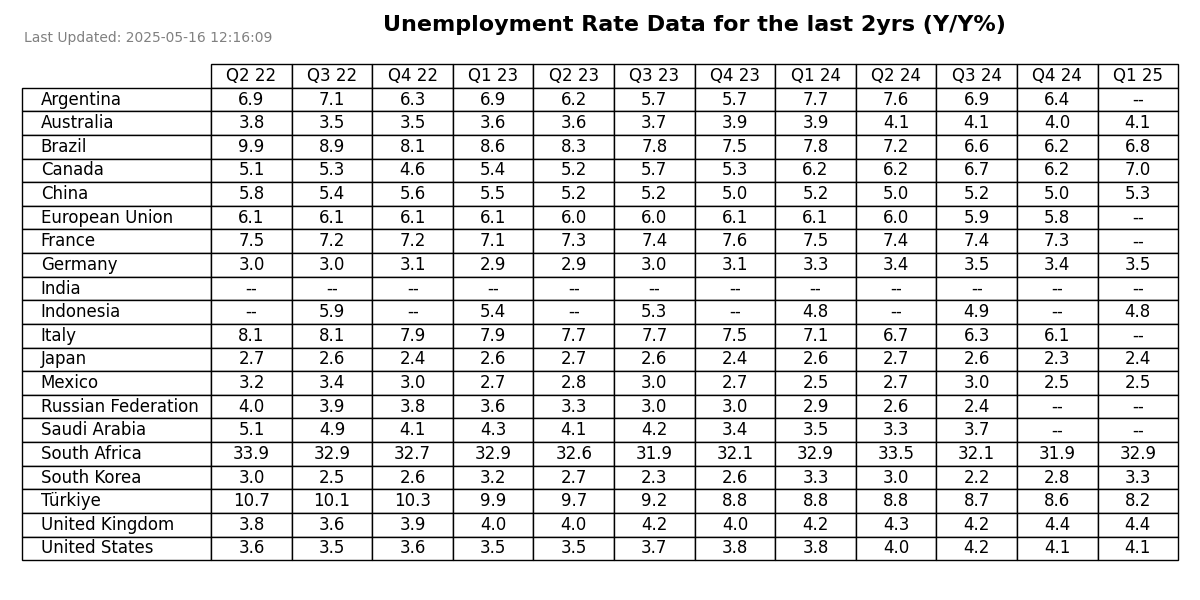 Unemployment Rate Data for the last 2yrs (Y/Y%)
Last Updated: 2025-05-16 12:16:09
Q2 22 Q3 22 Q4 22 Q1 23 Q2 23 Q3 23 Q4 23 Q1 24 Q2 24 Q3 24 Q4 24 Q1 25
Argentina 6.9 7.1 6.3 6.9 6.2 5.7 5.7 7.7 7.6 6.9 6.4 --
Australia 3.8 3.5 3.5 3.6 3.6 3.7 3.9 3.9 4.1 4.1 4.0 4.1
Brazil 9.9 8.9 8.1 8.6 8.3 7.8 7.5 7.8 7.2 6.6 6.2 6.8
Canada 5.1 5.3 4.6 5.4 5.2 5.7 5.3 6.2 6.2 6.7 6.2 7.0
China 5.8 5.4 5.6 5.5 5.2 5.2 5.0 5.2 5.0 5.2 5.0 5.3
European Union 6.1 6.1 6.1 6.1 6.0 6.0 6.1 6.1 6.0 5.9 5.8 --
France 7.5 7.2 7.2 7.1 7.3 7.4 7.6 7.5 7.4 7.4 7.3 --
Germany 3.0 3.0 3.1 2.9 2.9 3.0 3.1 3.3 3.4 3.5 3.4 3.5
India -- -- -- -- -- -- -- -- -- -- -- --
Indonesia -- 5.9 -- 5.4 -- 5.3 -- 4.8 -- 4.9 -- 4.8
Italy 8.1 8.1 7.9 7.9 7.7 7.7 7.5 7.1 6.7 6.3 6.1 --
Japan 2.7 2.6 2.4 2.6 2.7 2.6 2.4 2.6 2.7 2.6 2.3 2.4
Mexico 3.2 3.4 3.0 2.7 2.8 3.0 2.7 2.5 2.7 3.0 2.5 2.5
Russian Federation 4.0 3.9 3.8 3.6 3.3 3.0 3.0 2.9 2.6 2.4 -- --
Saudi Arabia 5.1 4.9 4.1 4.3 4.1 4.2 3.4 3.5 3.3 3.7 -- --
South Africa 33.9 32.9 32.7 32.9 32.6 31.9 32.1 32.9 33.5 32.1 31.9 32.9
South Korea 3.0 2.5 2.6 3.2 2.7 2.3 2.6 3.3 3.0 2.2 2.8 3.3
Türkiye 10.7 10.1 10.3 9.9 9.7 9.2 8.8 8.8 8.8 8.7 8.6 8.2
United Kingdom 3.8 3.6 3.9 4.0 4.0 4.2 4.0 4.2 4.3 4.2 4.4 4.4
United States 3.6 3.5 3.6 3.5 3.5 3.7 3.8 3.8 4.0 4.2 4.1 4.1